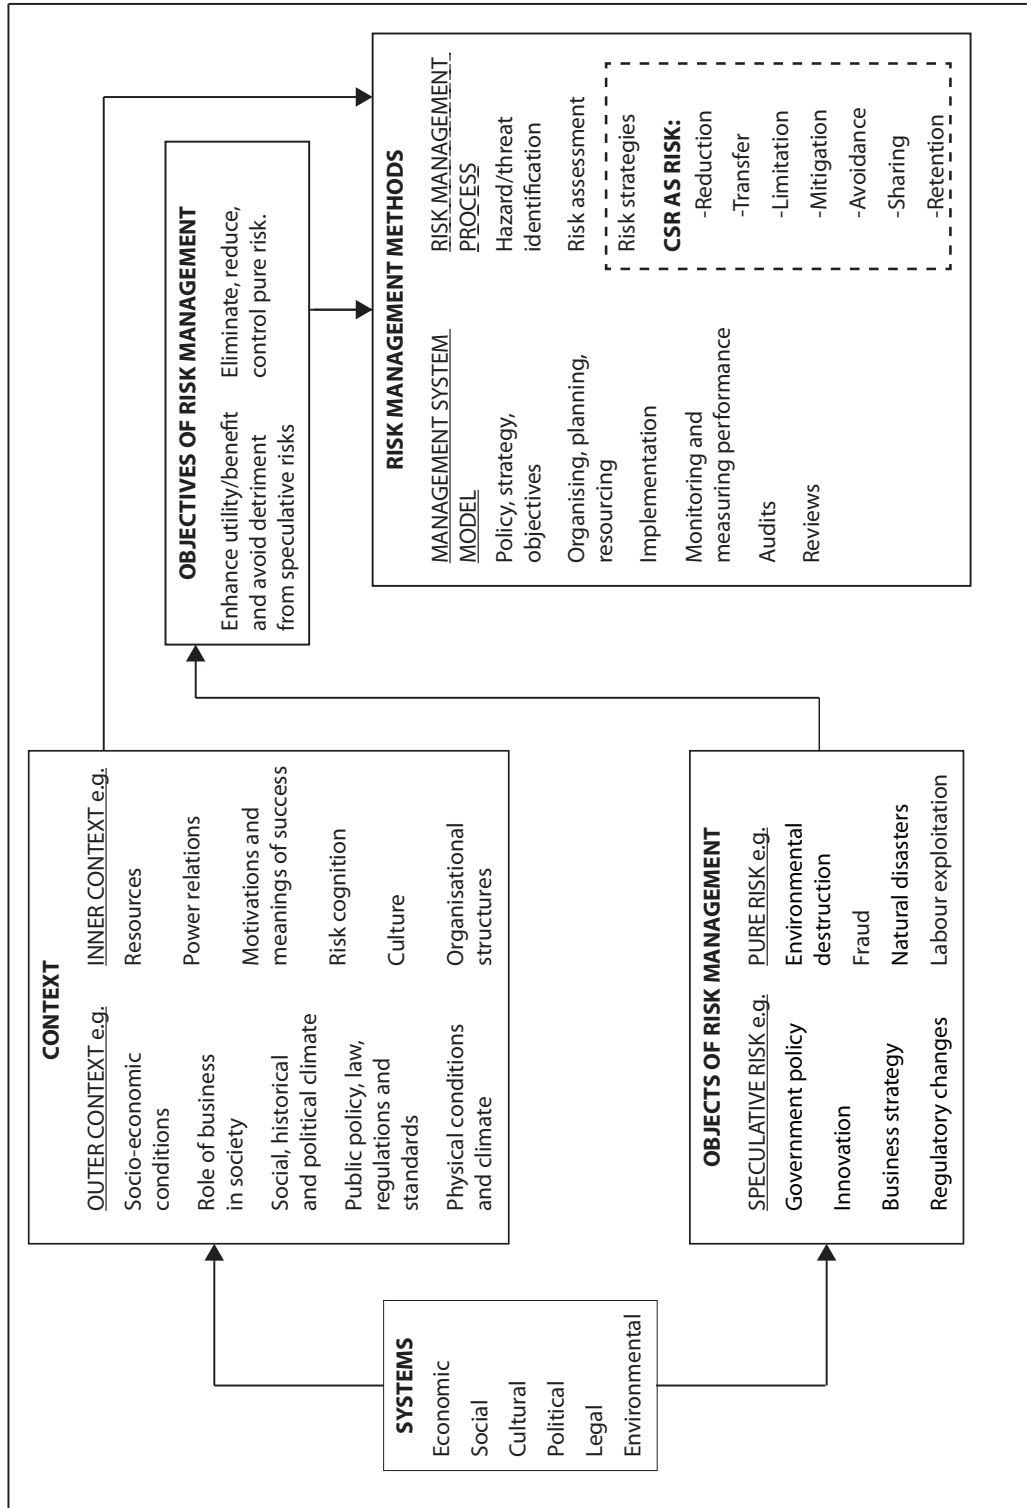 SYSTEMS
Economic
Social
Cultural
Political
Legal
Environmental
CONTEXT
OUTER CONTEXT e.g.
Socio-economic
conditions
Role of business
in society
Social, historical
and political climate
Public policy, law,
regulations and
standards
Physical conditions
and climate
INNER CONTEXT e.g.
Resources
Power relations
Motivations and
meanings of success
Risk cognition
Culture
Organisational
structures
OBJECTS OF RISK MANAGEMENT
SPECULATIVE RISK e.g.
Government policy
Innovation
Business strategy
Regulatory changes
PURE RISK e.g.
Environmental
destruction
Fraud
Natural disasters
Labour exploitation
OBJECTIVES OF RISK MANAGEMENT
Enhance utility/benefit
and avoid detriment
from speculative risks
Eliminate, reduce,
control pure risk.
RISK MANAGEMENT METHODS
MANAGEMENT SYSTEM
MODEL
Policy, strategy,
objectives
Organising, planning,
resourcing
Implementation
Monitoring and
measuring performance
Audits
Reviews
RISK MANAGEMENT
PROCESS
Hazard/threat
identification
Risk assessment
Risk strategies
CSR AS RISK:
-Reduction
-Transfer
-Limitation
-Mitigation
-Avoidance
-Sharing
-Retention